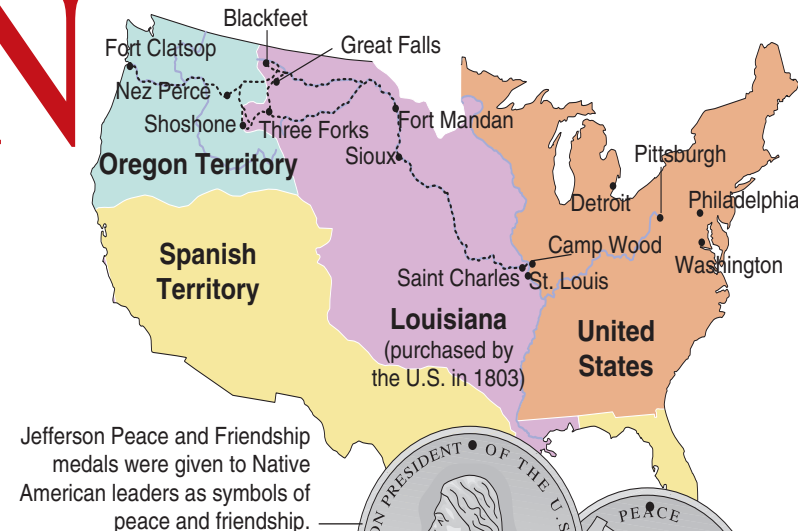 N
Blackfeet
Great Falls
Fort Clatsop
Nez Perce
Shoshone
Three Forks
Fort Mandan
Sioux
Oregon Territory
Pittsburgh
Detroit
Philadelphia
Camp Wood
Washington
Saint Charles
St. Louis
Spanish
Territory
Louisiana
(purchased by
the U.S. in 1803)
United
States
Jefferson Peace and Friendship
medals were given to Native
American leaders as symbols of
peace and friendship.
PRESIDENT • OF THE U.S.
PEACE